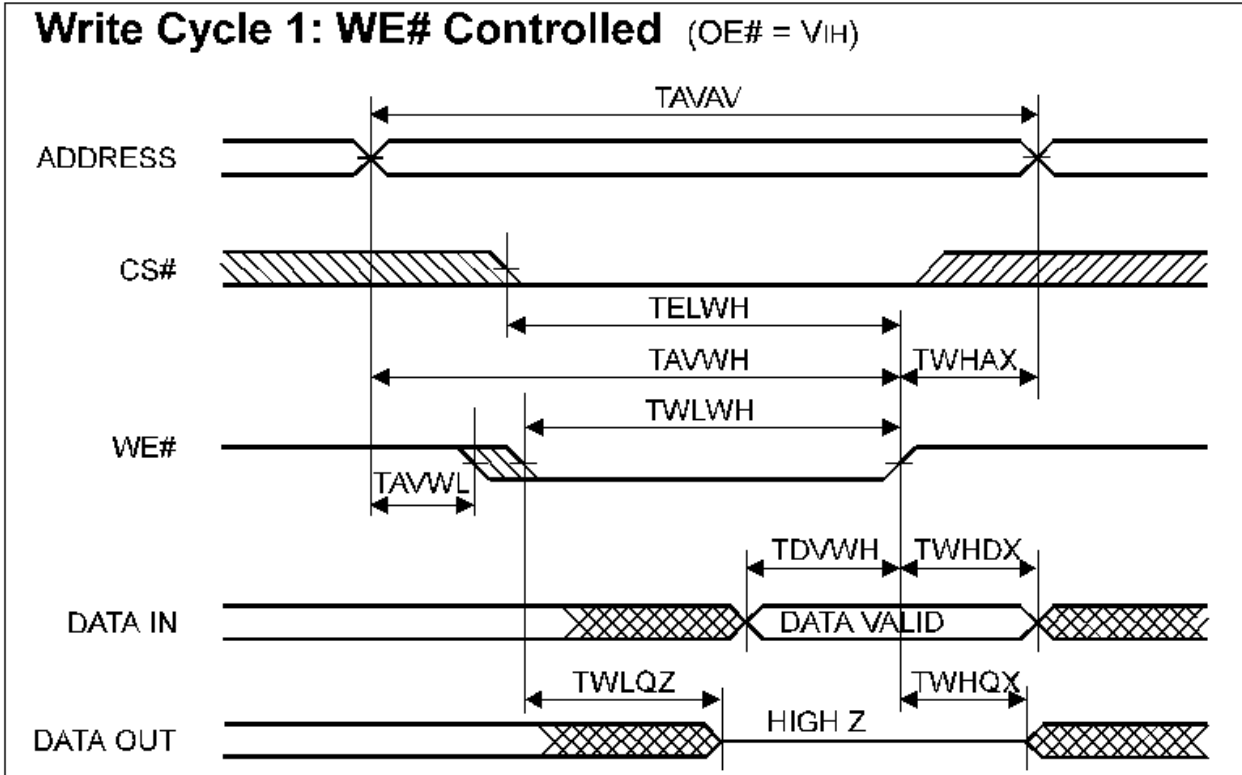 Write Cycle 1: WE# Controlled (OE# = VIH)
TAVAV
ADDRESS
CS#
TELWH
TAVWH TWHAX
TWLWH
WE#
TAVWL
TDVWH TWHDX
DATA IN DATA VALID
TWLQZ TWHQX
HIGH Z
DATA OUT